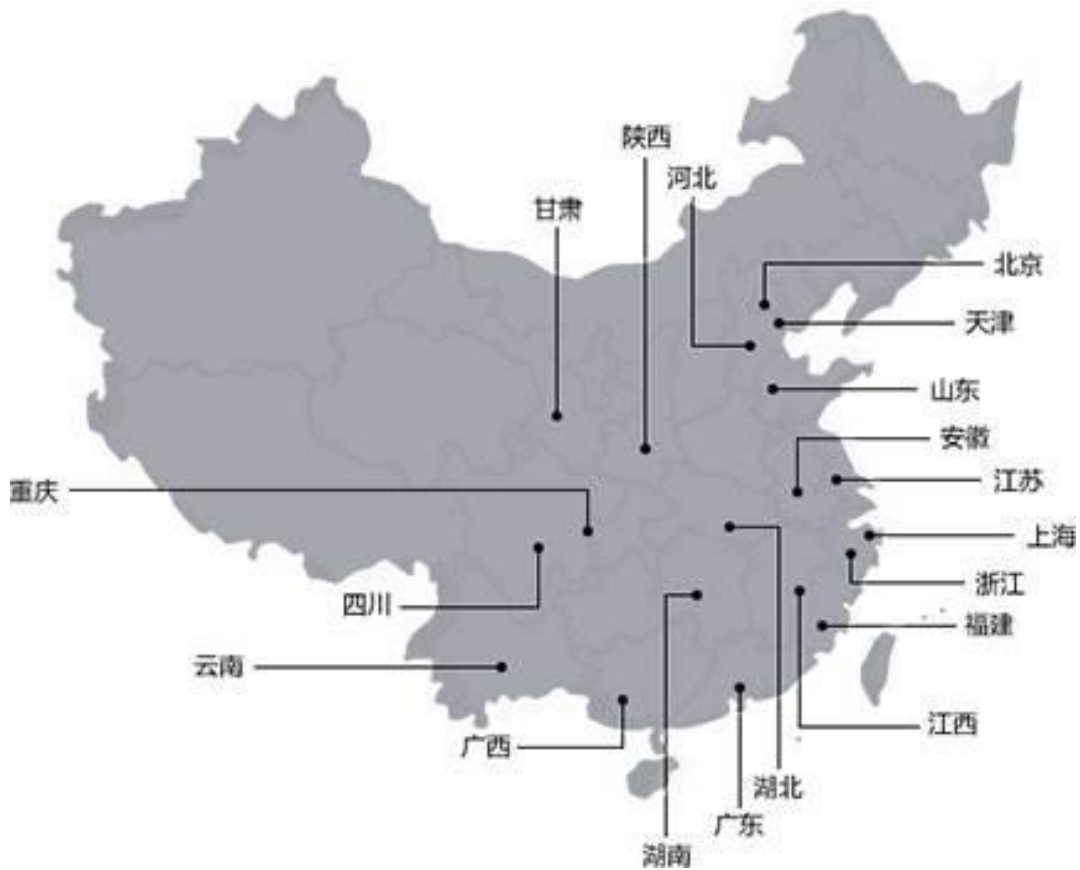 陕西
河北
甘肃
北京
天津
山东
安徽
江苏
重庆
上海
浙江
四川
福建
云南
江西
广西
湖北
广东
湖南